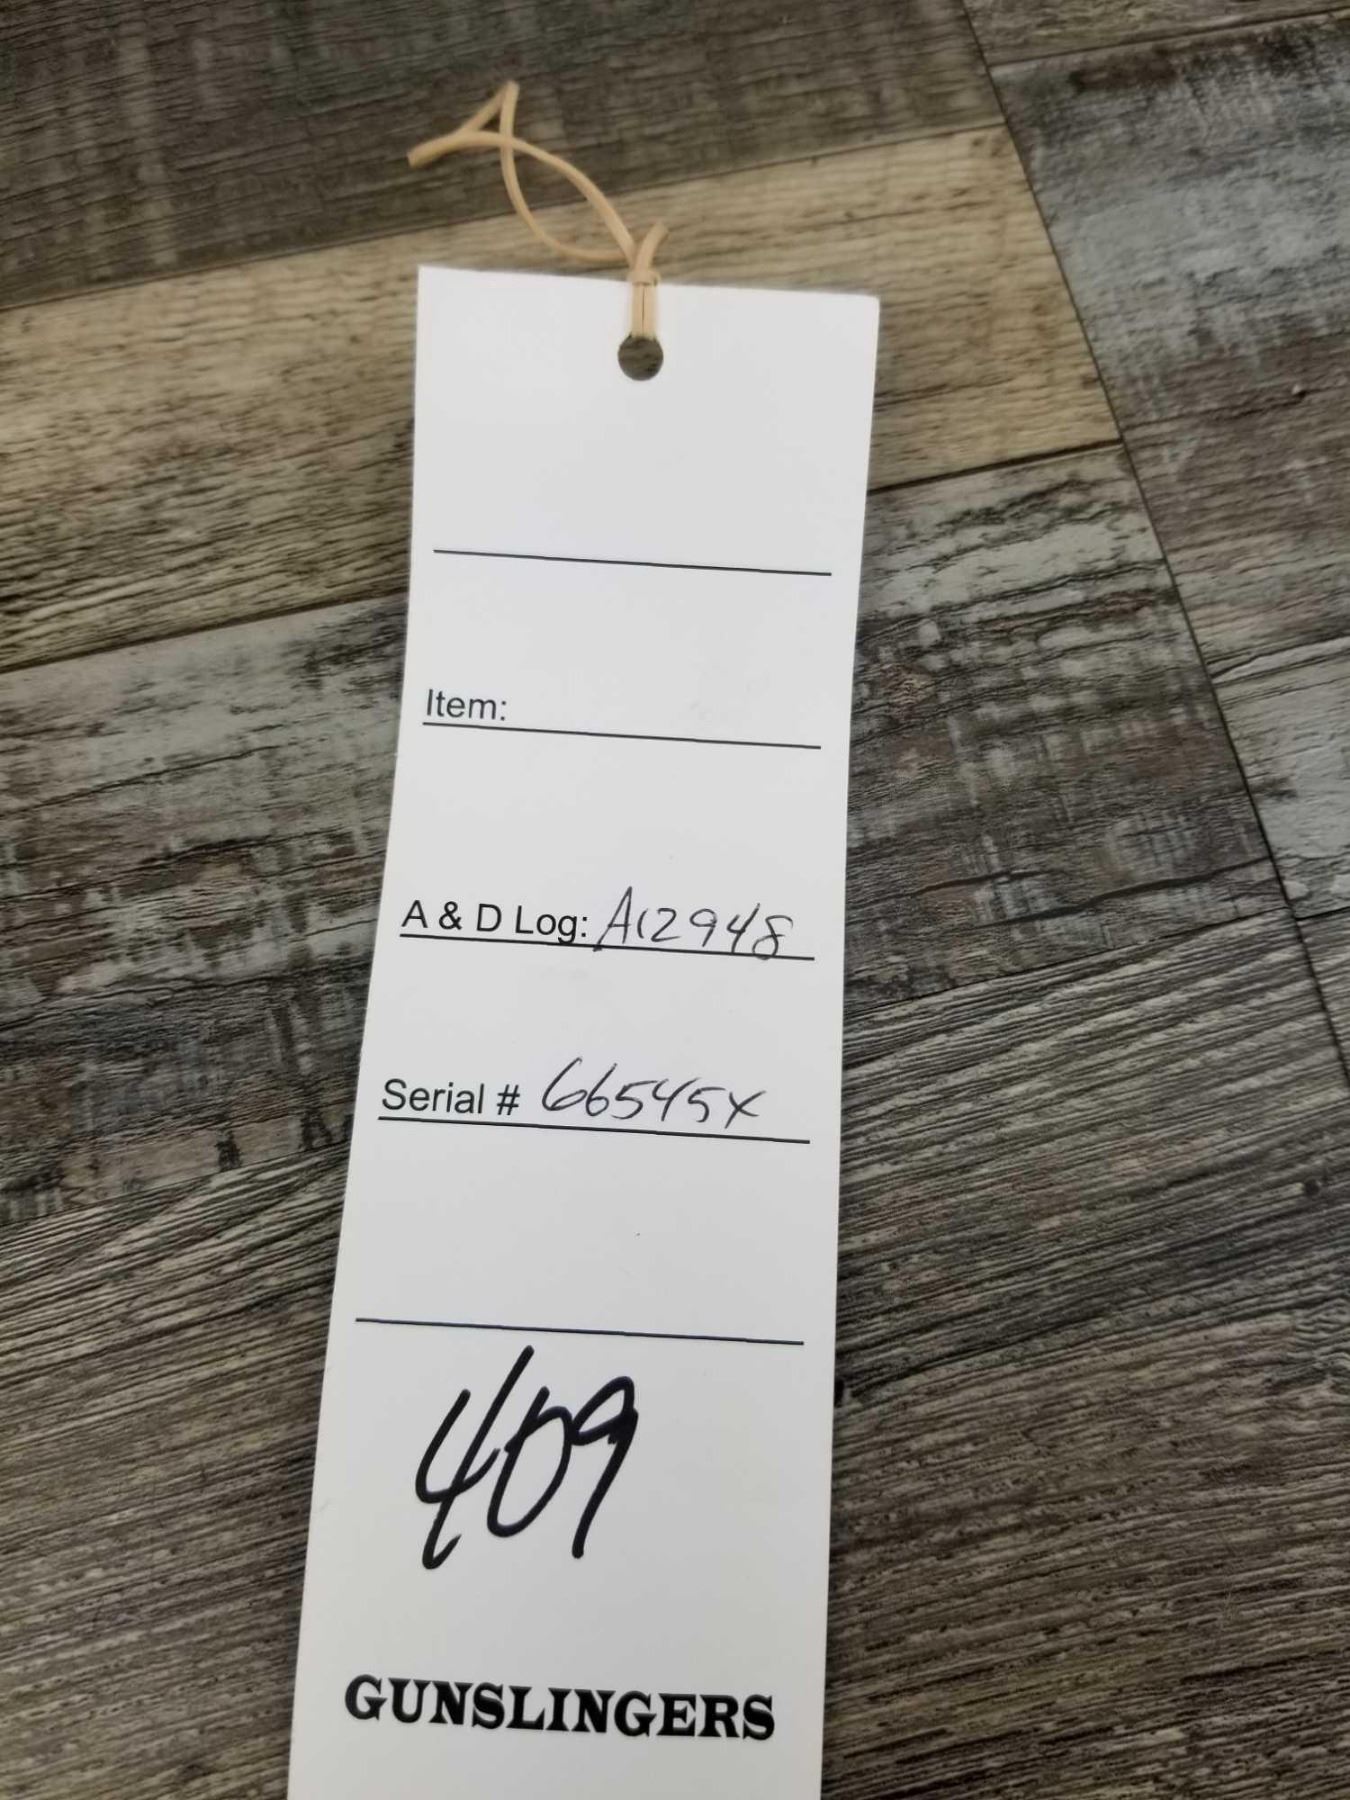 Item:
A & D Log: A12948
Serial # 66545X
409
GUNSLINGERS